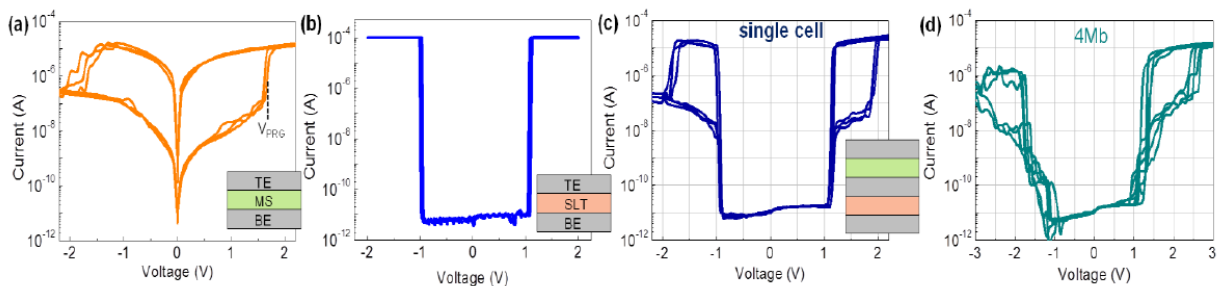 (a)
10⁻⁴
10⁻⁶
10⁻⁸
10⁻¹⁰
10⁻¹²
Current (A)
V_PRG
TE
MS
BE
-2 -1 0 1 2
Voltage (V)
(b)
10⁻⁴
10⁻⁶
10⁻⁸
10⁻¹⁰
10⁻¹²
Current (A)
TE
SLT
BE
-2 -1 0 1 2
Voltage (V)
(c)
single cell
10⁻⁴
10⁻⁶
10⁻⁸
10⁻¹⁰
10⁻¹²
Current (A)
-2 -1 0 1 2
Voltage (V)
(d)
4Mb
10⁻⁴
10⁻⁶
10⁻⁸
10⁻¹⁰
10⁻¹²
Current (A)
-3 -2 -1 0 1 2 3
Voltage (V)